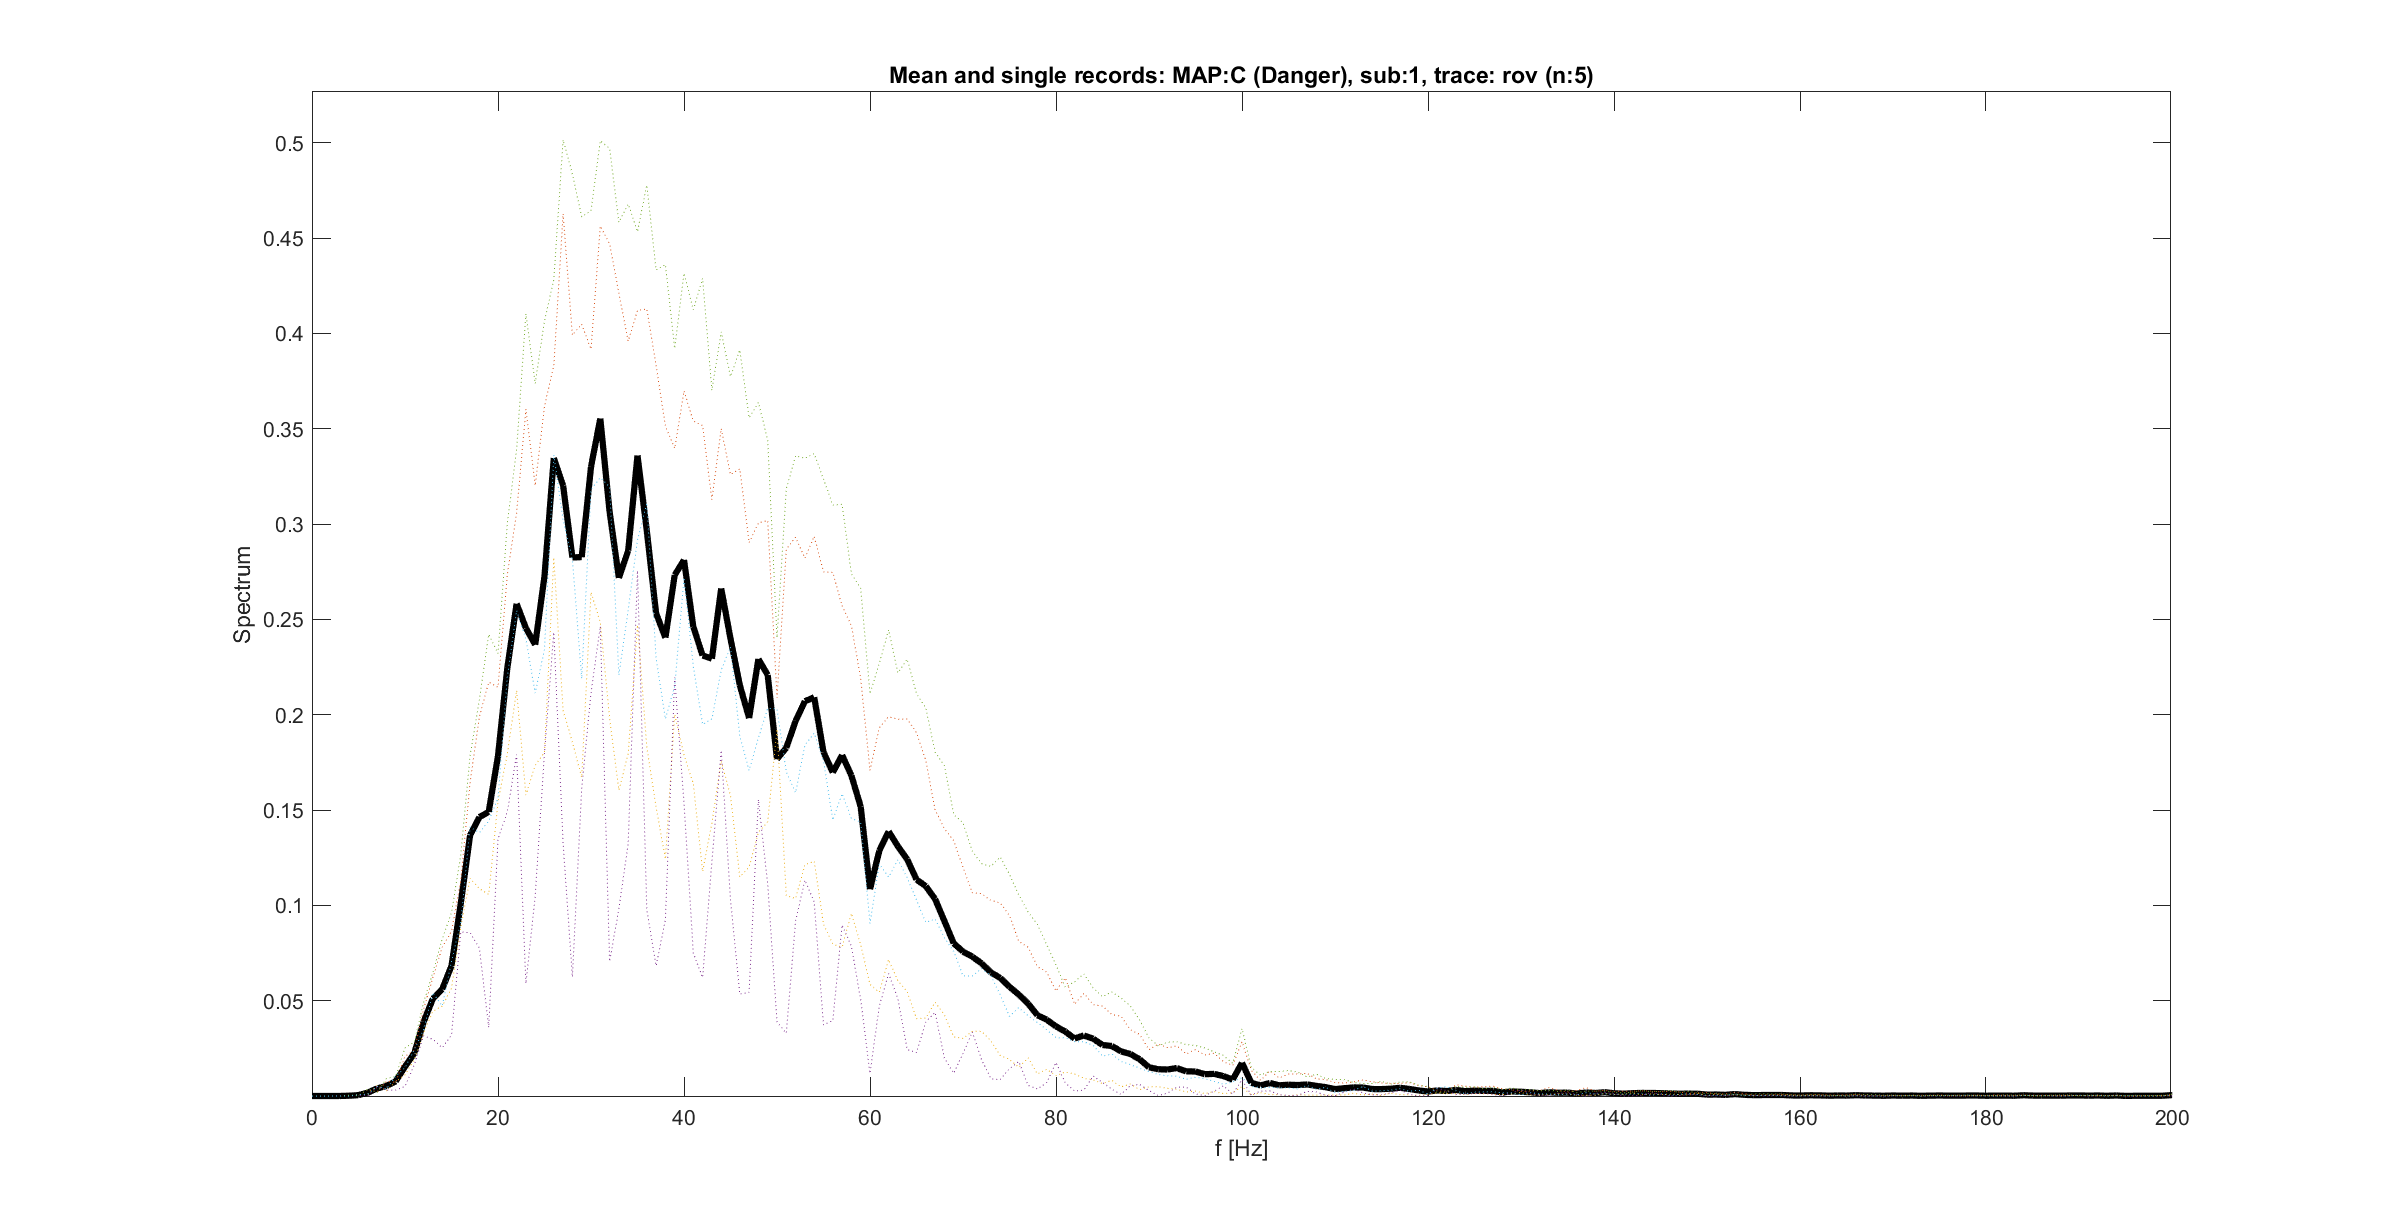 Mean and single records: MAP:C (Danger), sub:1, trace: rov (n:5)
0.5
0.45
0.4
0.35
0.3
0.25
0.2
0.15
0.1
0.05
Spectrum
0 20 40 60 80 100 120 140 160 180 200
f [Hz]